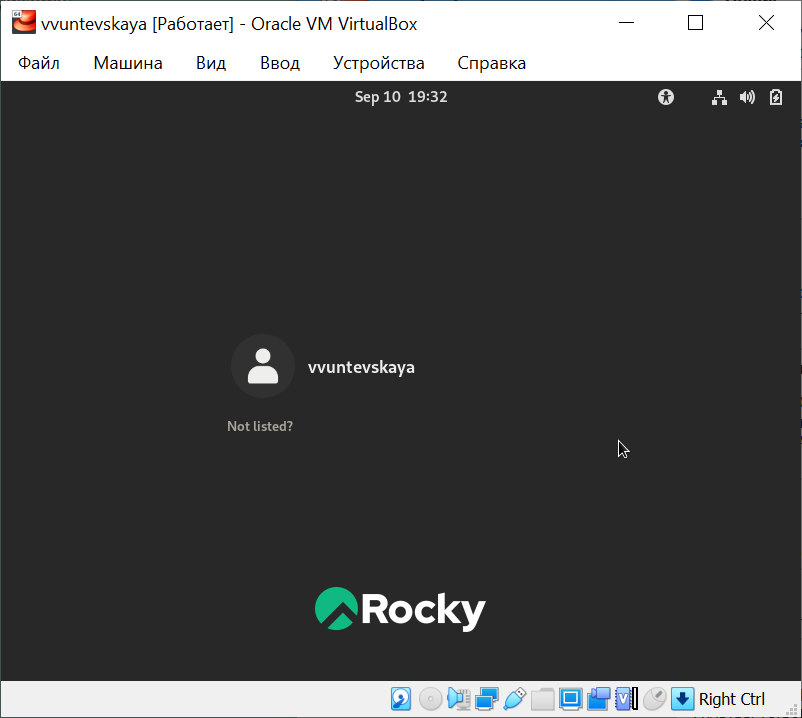 vvuntevskaya [Работает] - Oracle VM VirtualBox
Файл Машина Вид Ввод Устройства Справка
Sep 10 19:32
vvuntevskaya
Not listed?
Rocky
Right Ctrl